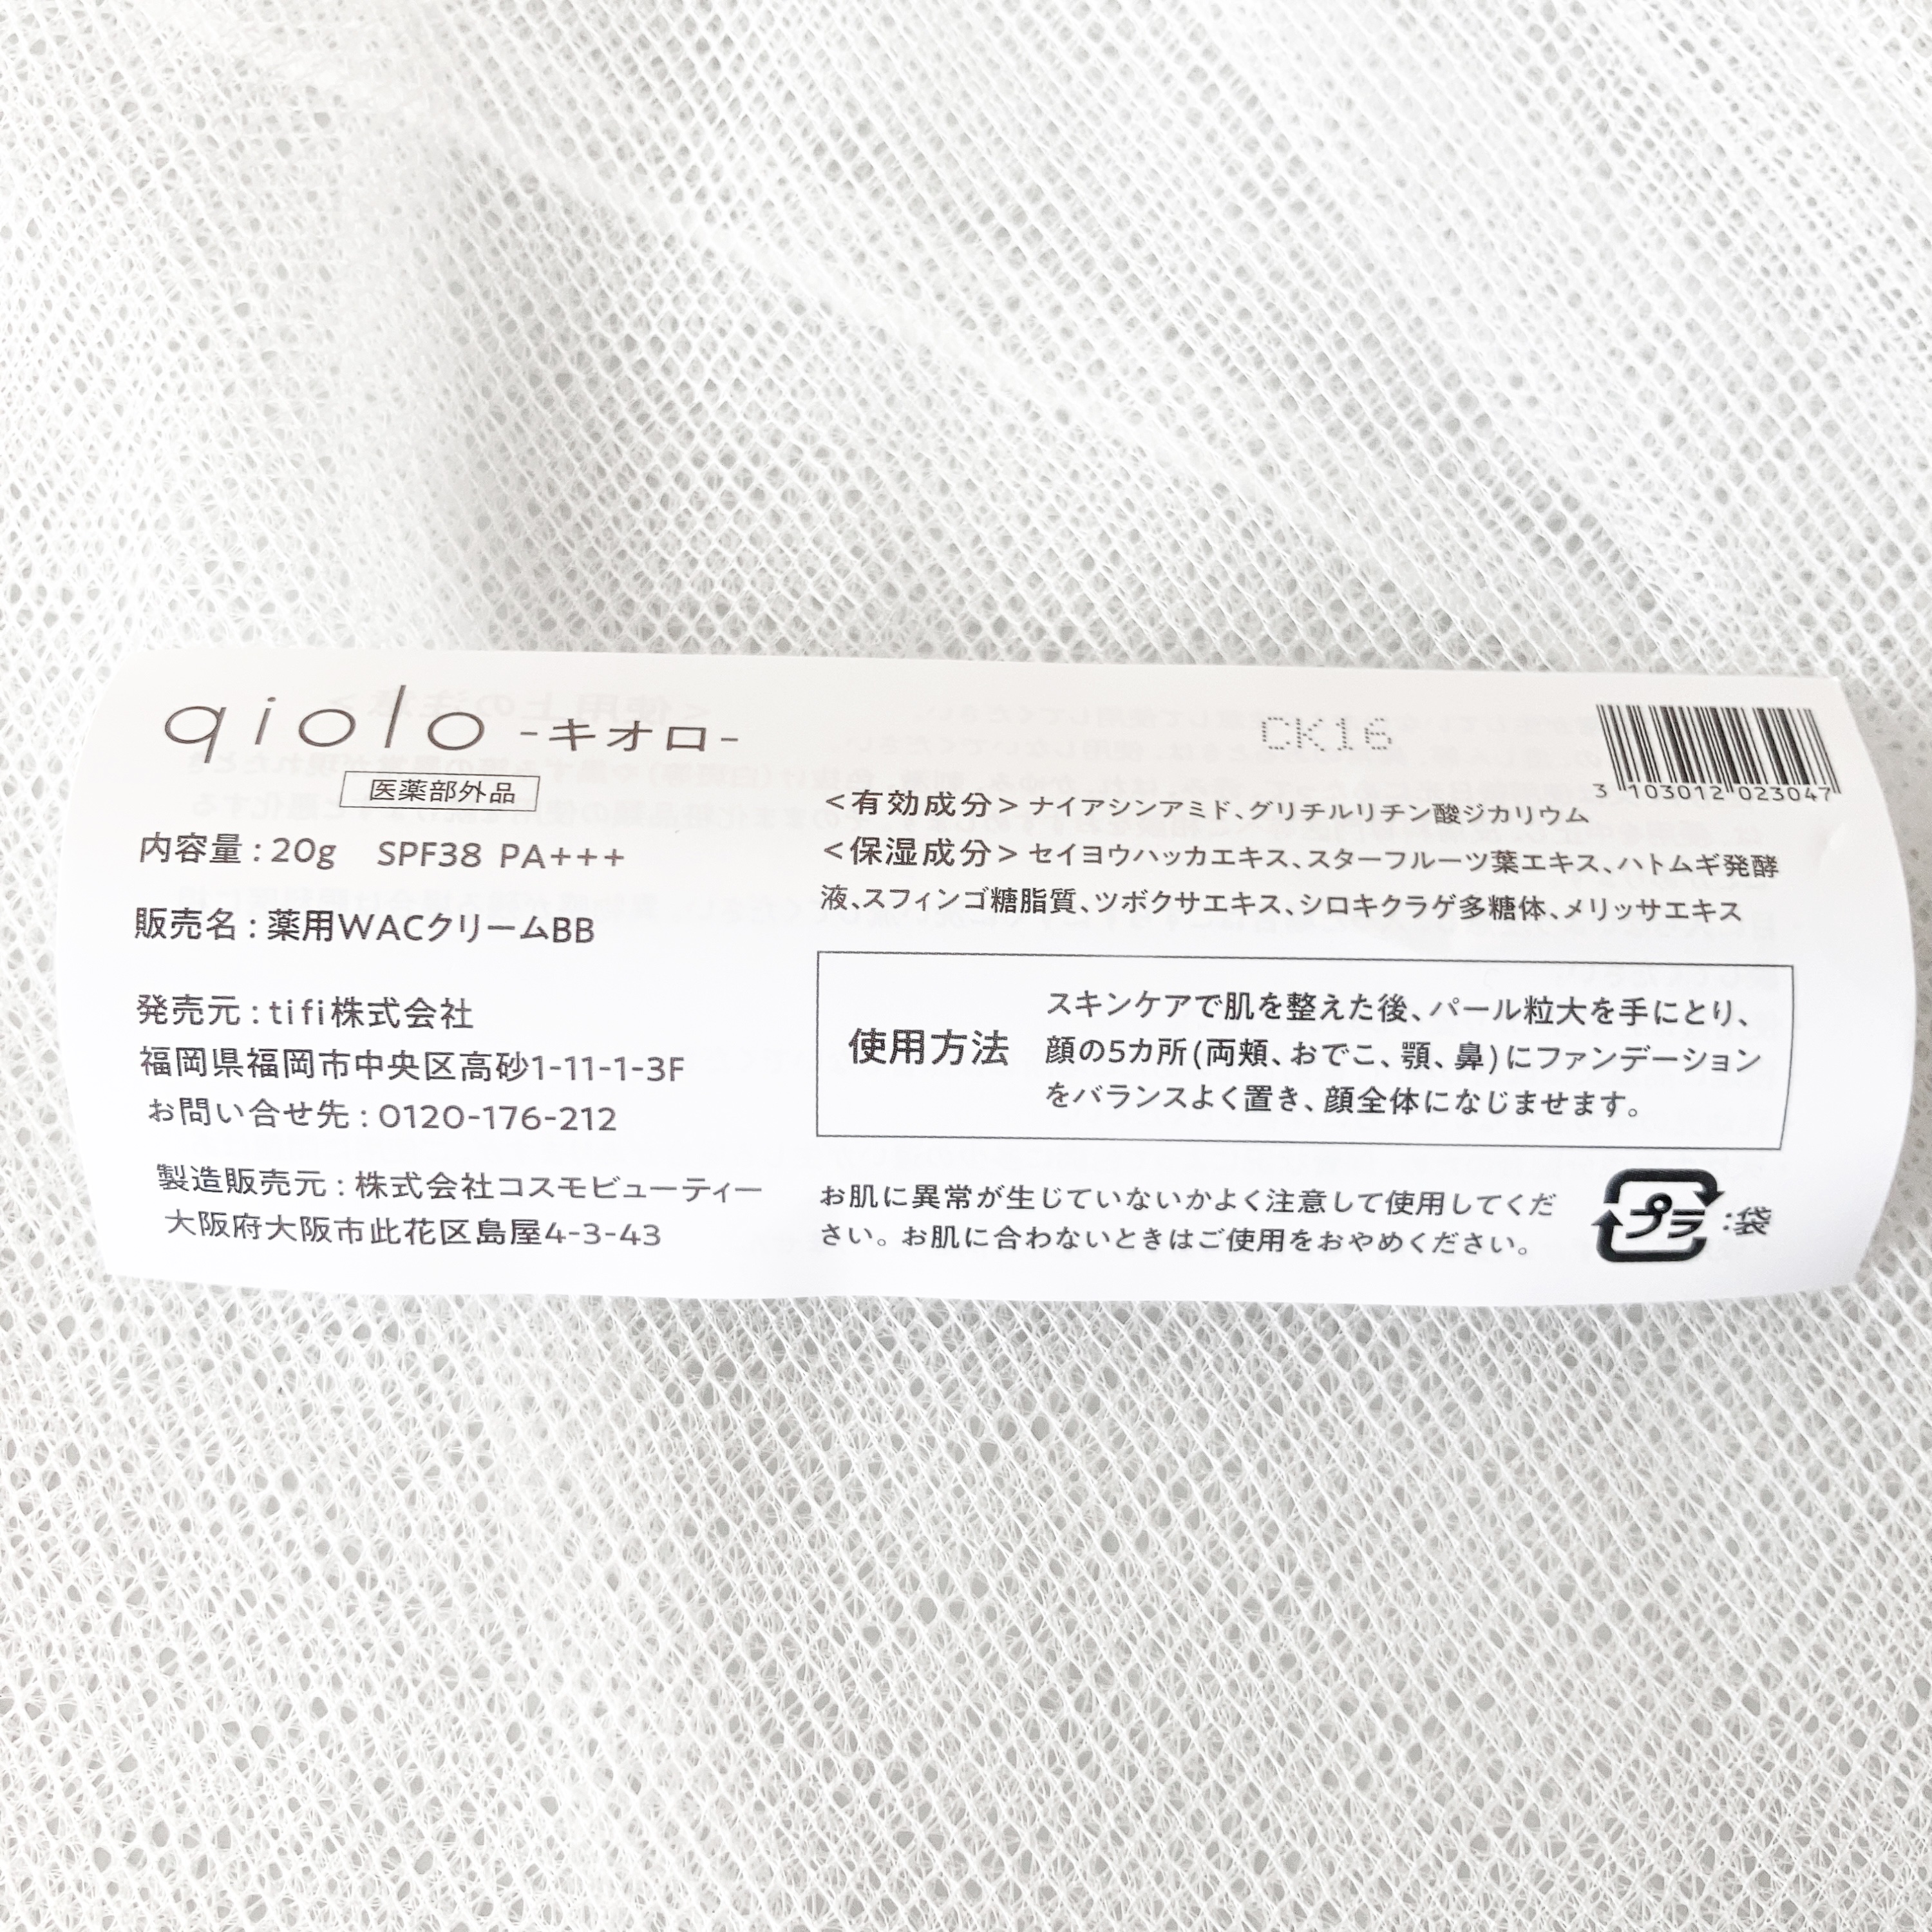 qiolo -キオロ-
医薬部外品
内容量：20g SPF38 PA+++
販売名：薬用WACクリームBB
発売元：tifi株式会社
福岡県福岡市中央区高砂1-11-1-3F
お問い合せ先：0120-176-212
製造販売元：株式会社コスモビューティー
大阪府大阪市此花区島屋4-3-43
CK16
3 103012 023047
<有効成分>ナイアシンアミド、グリチルリチン酸ジカリウム
<保湿成分>セイヨウハッカエキス、スターフルーツ葉エキス、ハトムギ発酵
液、スフィンゴ糖脂質、ツボクサエキス、シロキクラゲ多糖体、メリッサエキス
使用方法
スキンケアで肌を整えた後、パール粒大を手にとり、
顔の5カ所(両頬、おでこ、顎、鼻)にファンデーション
をバランスよく置き、顔全体になじませます。
お肌に異常が生じていないかよく注意して使用してくだ
さい。お肌に合わないときはご使用をおやめください。
プラ：袋